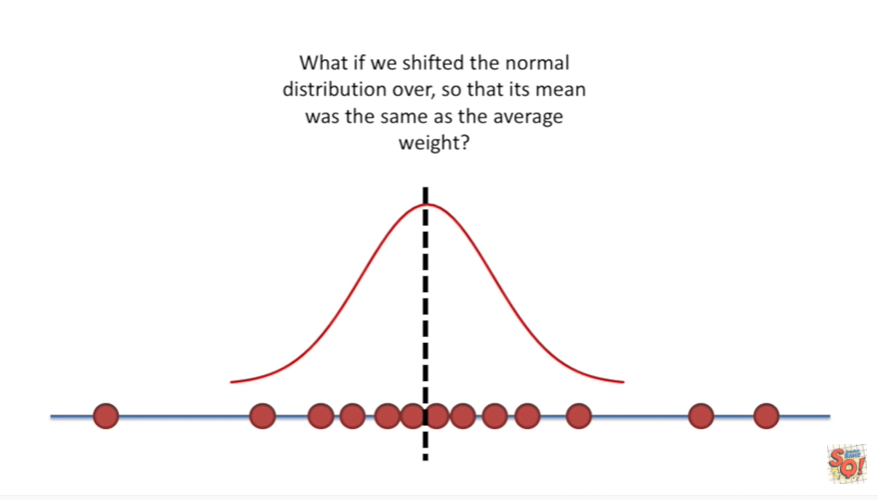 What if we shifted the normal
distribution over, so that its mean
was the same as the average
weight?
SO!